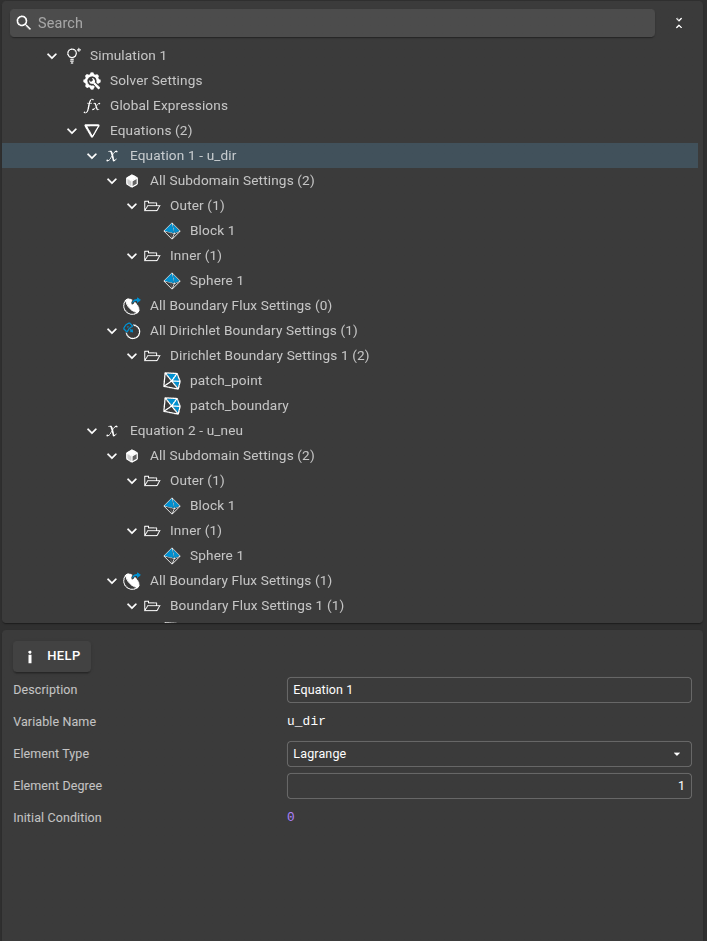 Search
Simulation 1
Solver Settings
fx Global Expressions
Equations (2)
x Equation 1 - u_dir
All Subdomain Settings (2)
Outer (1)
Block 1
Inner (1)
Sphere 1
All Boundary Flux Settings (0)
All Dirichlet Boundary Settings (1)
Dirichlet Boundary Settings 1 (2)
patch_point
patch_boundary
x Equation 2 - u_neu
All Subdomain Settings (2)
Outer (1)
Block 1
Inner (1)
Sphere 1
All Boundary Flux Settings (1)
Boundary Flux Settings 1 (1)
i HELP
Description Equation 1
Variable Name u_dir
Element Type Lagrange
Element Degree 1
Initial Condition 0